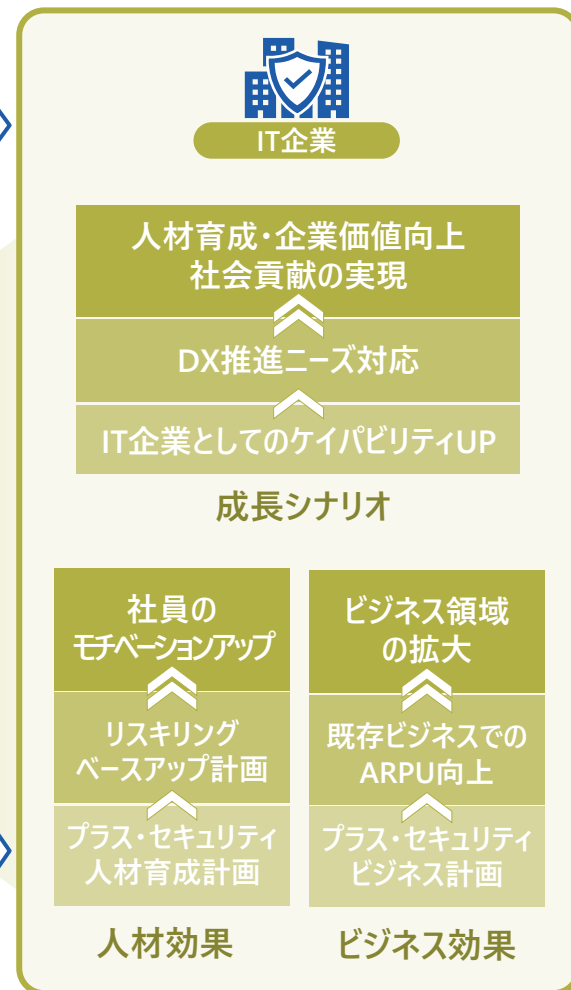 IT企業
人材育成・企業価値向上
社会貢献の実現
DX推進ニーズ対応
IT企業としてのケイパビリティUP
成長シナリオ
社員の
モチベーションアップ
リスキリング
ベースアップ計画
プラス・セキュリティ
人材育成計画
人材効果
ビジネス領域
の拡大
既存ビジネスでの
ARPU向上
プラス・セキュリティ
ビジネス計画
ビジネス効果